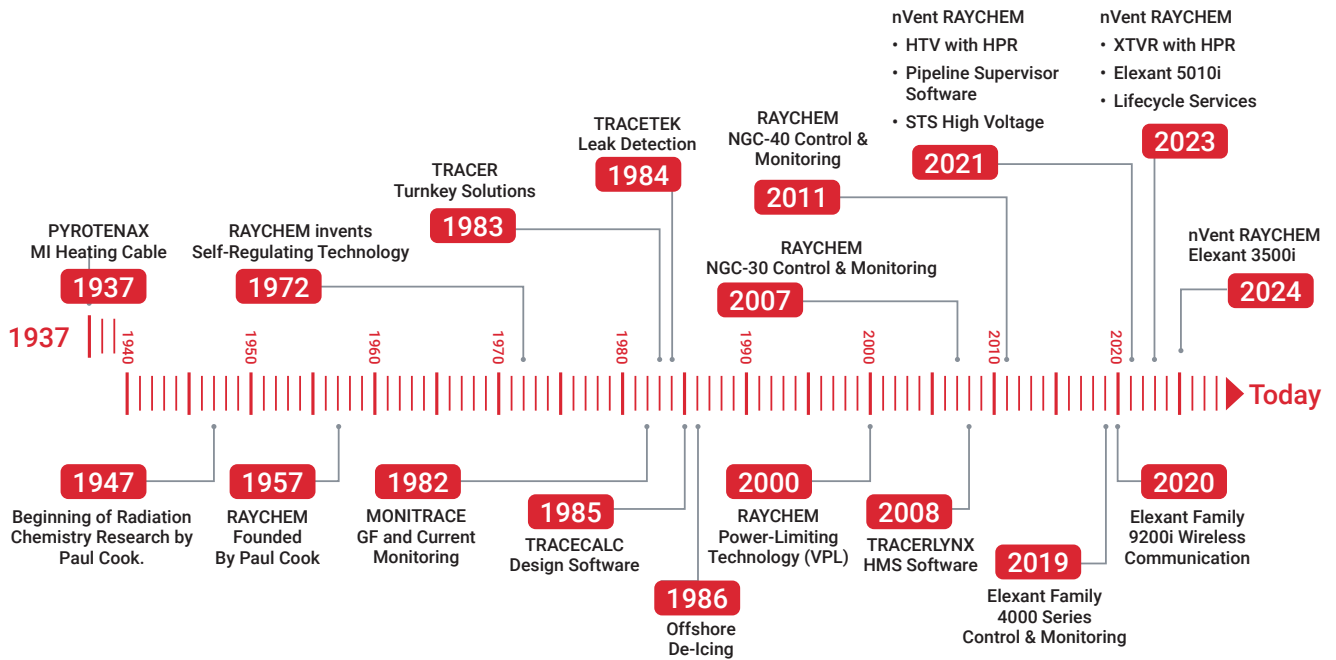 nVent RAYCHEM
• HTV with HPR
• Pipeline Supervisor
Software
• STS High Voltage
2021
nVent RAYCHEM
• XTVR with HPR
• Elexant 5010i
• Lifecycle Services
2023
RAYCHEM
NGC-40 Control &
Monitoring
2011
TRACETEK
Leak Detection
1984
TRACER
Turnkey Solutions
1983
PYROTENAX
MI Heating Cable
1937
RAYCHEM invents
Self-Regulating Technology
1972
RAYCHEM
NGC-30 Control & Monitoring
2007
nVent RAYCHEM
Elexant 3500i
2024
1937
1940
1950
1960
1970
1980
1990
2000
2010
2020
Today
1947
Beginning of Radiation
Chemistry Research by
Paul Cook.
1957
RAYCHEM
Founded
By Paul Cook
1982
MONITRACE
GF and Current
Monitoring
1985
TRACECALC
Design Software
1986
Offshore
De-Icing
2000
RAYCHEM
Power-Limiting
Technology (VPL)
2008
TRACERLYNX
HMS Software
2019
Elexant Family
4000 Series
Control & Monitoring
2020
Elexant Family
9200i Wireless
Communication